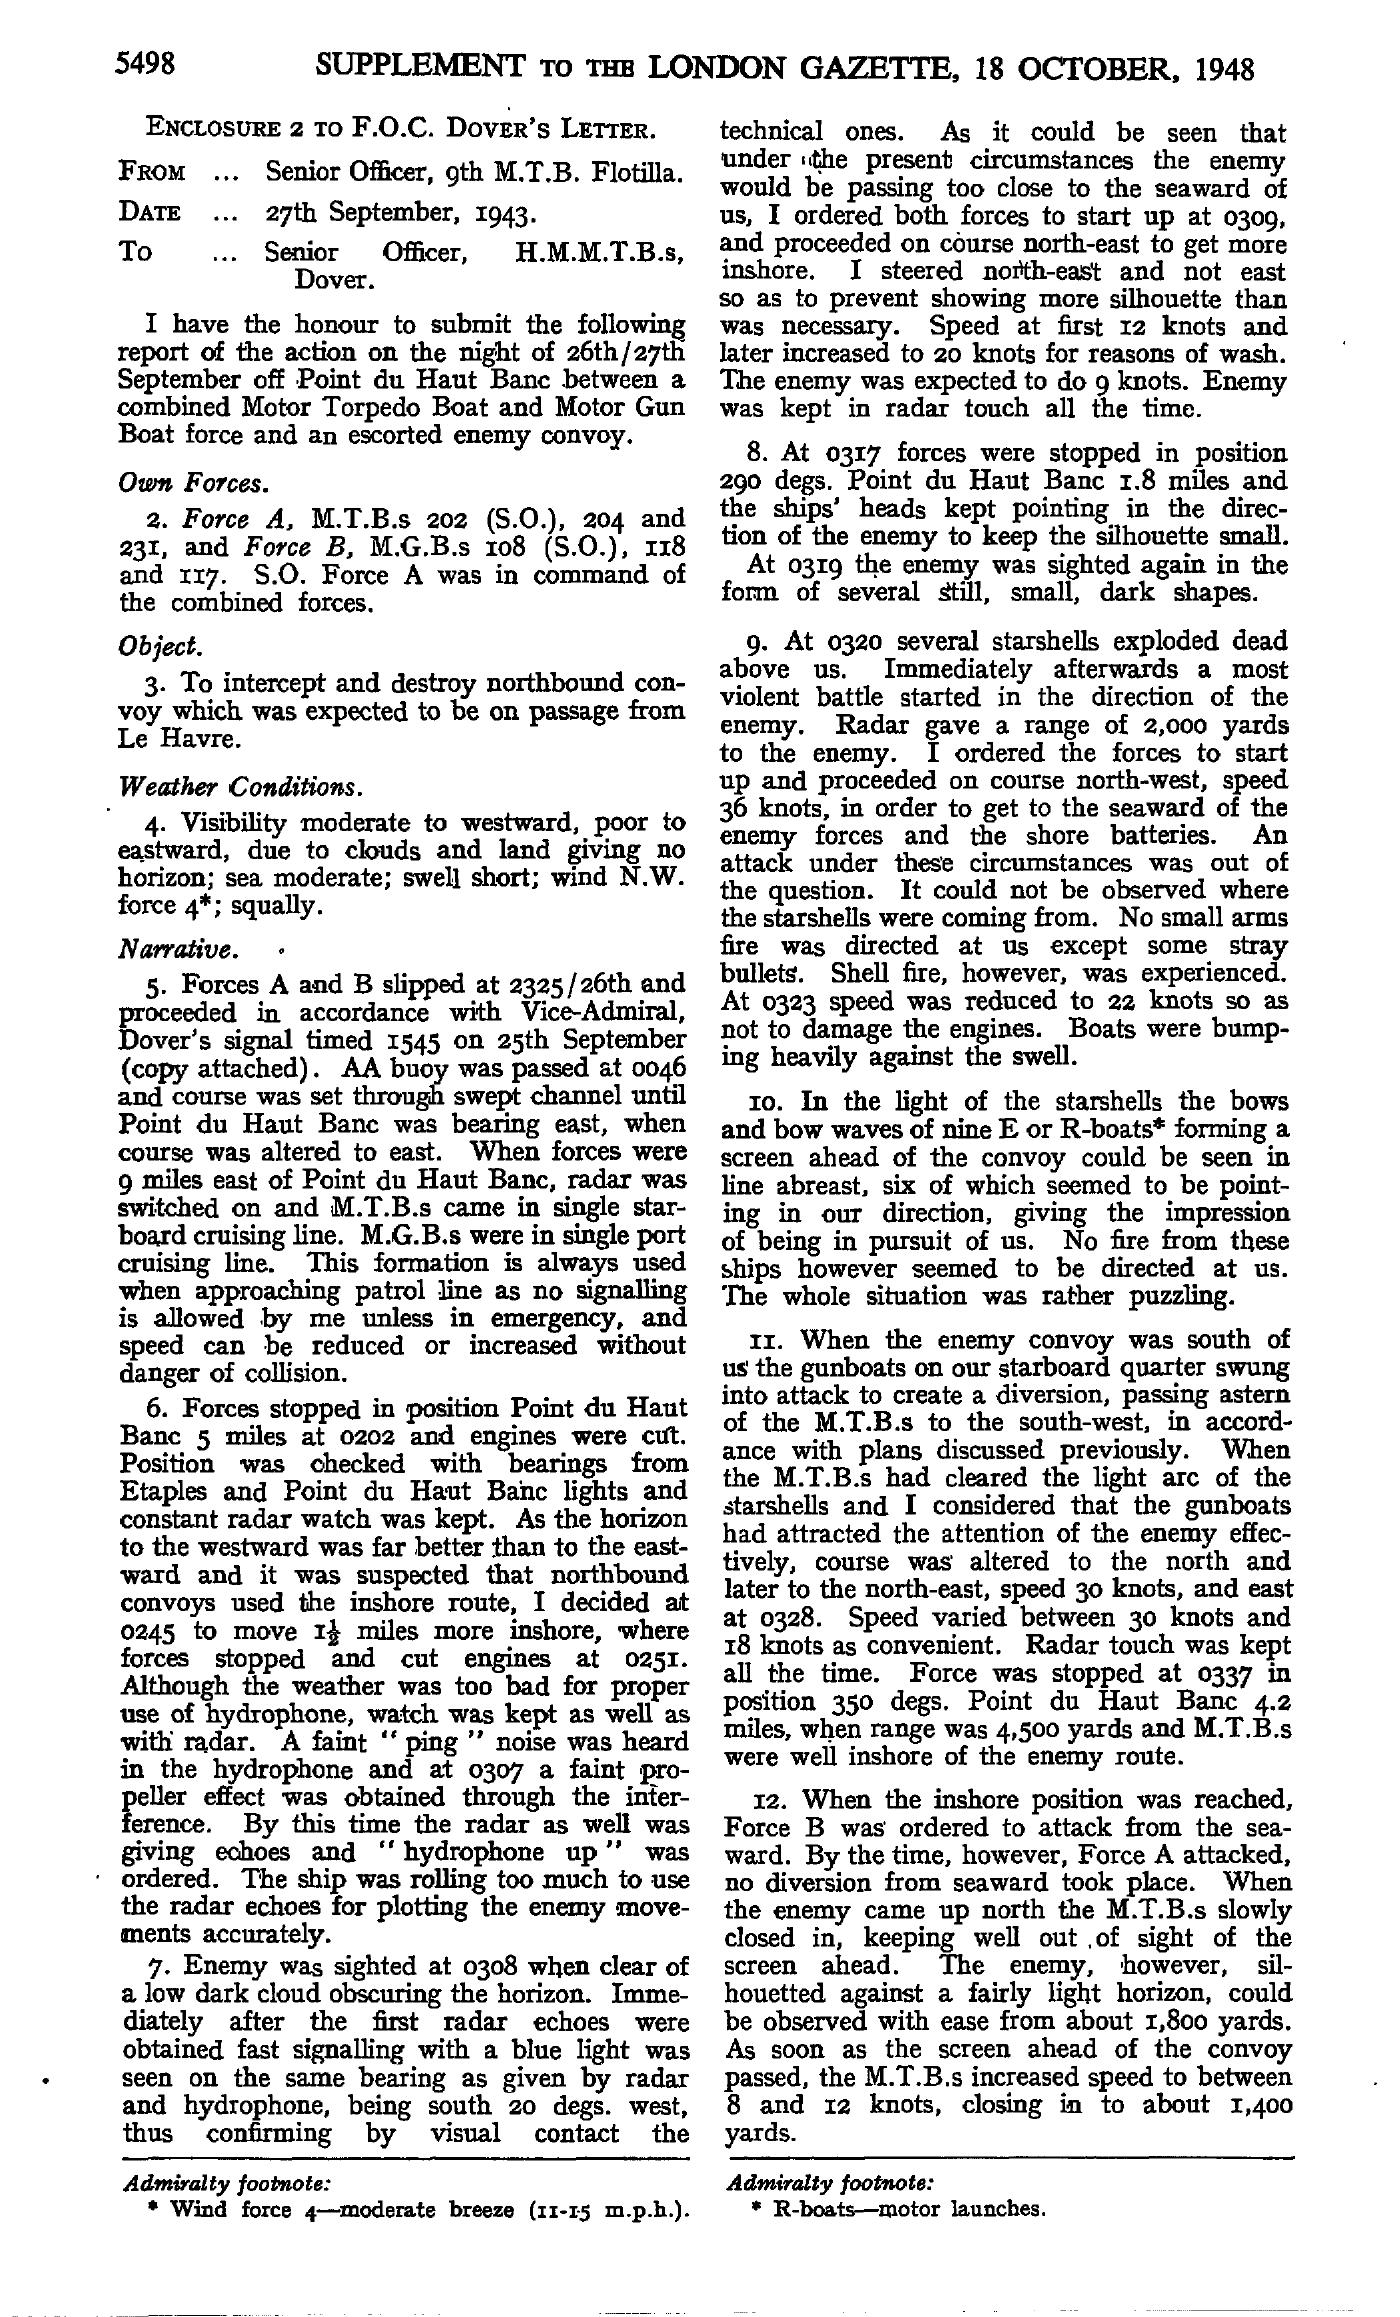 5498 SUPPLEMENT TO THE LONDON GAZETTE, 18 OCTOBER, 1948
ENCLOSURE 2 TO F.O.C. DOVER'S LETTER.
FROM ... Senior Officer, 9th M.T.B. Flotilla.
DATE ... 27th September, 1943.
To ... Senior Officer, H.M.M.T.B.s,
Dover.
I have the honour to submit the following
report of the action on the night of 26th/27th
September off Point du Haut Banc between a
combined Motor Torpedo Boat and Motor Gun
Boat force and an escorted enemy convoy.
Own Forces.
2. Force A, M.T.B.s 202 (S.O.), 204 and
231, and Force B, M.G.B.s 108 (S.O.), 118
and 117. S.O. Force A was in command of
the combined forces.
Object.
3. To intercept and destroy northbound con-
voy which was expected to be on passage from
Le Havre.
Weather Conditions.
4. Visibility moderate to westward, poor to
eastward, due to clouds and land giving no
horizon; sea moderate; swell short; wind N.W.
force 4*; squally.
Narrative.
5. Forces A and B slipped at 2325/26th and
proceeded in accordance with Vice-Admiral,
Dover's signal timed 1545 on 25th September
(copy attached). AA buoy was passed at 0046
and course was set through swept channel until
Point du Haut Banc was bearing east, when
course was altered to east. When forces were
9 miles east of Point du Haut Banc, radar was
switched on and M.T.B.s came in single star-
board cruising line. M.G.B.s were in single port
cruising line. This formation is always used
when approaching patrol line as no signalling
is allowed by me unless in emergency, and
speed can be reduced or increased without
danger of collision.
6. Forces stopped in position Point du Haut
Banc 5 miles at 0202 and engines were cut.
Position was checked with bearings from
Etaples and Point du Haut Banc lights and
constant radar watch was kept. As the horizon
to the westward was far better than to the east-
ward and it was suspected that northbound
convoys used the inshore route, I decided at
0245 to move 1½ miles more inshore, where
forces stopped and cut engines at 0251.
Although the weather was too bad for proper
use of hydrophone, watch was kept as well as
with radar. A faint " ping " noise was heard
in the hydrophone and at 0307 a faint pro-
peller effect was obtained through the inter-
ference. By this time the radar as well was
giving echoes and " hydrophone up " was
ordered. The ship was rolling too much to use
the radar echoes for plotting the enemy move-
ments accurately.
7. Enemy was sighted at 0308 when clear of
a low dark cloud obscuring the horizon. Imme-
diately after the first radar echoes were
obtained fast signalling with a blue light was
seen on the same bearing as given by radar
and hydrophone, being south 20 degs. west,
thus confirming by visual contact the
Admiralty footnote:
* Wind force 4—moderate breeze (11-15 m.p.h.).
technical ones. As it could be seen that
under the present circumstances the enemy
would be passing too close to the seaward of
us, I ordered both forces to start up at 0309,
and proceeded on course north-east to get more
inshore. I steered north-east and not east
so as to prevent showing more silhouette than
was necessary. Speed at first 12 knots and
later increased to 20 knots for reasons of wash.
The enemy was expected to do 9 knots. Enemy
was kept in radar touch all the time.
8. At 0317 forces were stopped in position
290 degs. Point du Haut Banc 1.8 miles and
the ships' heads kept pointing in the direc-
tion of the enemy to keep the silhouette small.
At 0319 the enemy was sighted again in the
form of several still, small, dark shapes.
9. At 0320 several starshells exploded dead
above us. Immediately afterwards a most
violent battle started in the direction of the
enemy. Radar gave a range of 2,000 yards
to the enemy. I ordered the forces to start
up and proceeded on course north-west, speed
36 knots, in order to get to the seaward of the
enemy forces and the shore batteries. An
attack under these circumstances was out of
the question. It could not be observed where
the starshells were coming from. No small arms
fire was directed at us except some stray
bullets. Shell fire, however, was experienced.
At 0323 speed was reduced to 22 knots so as
not to damage the engines. Boats were bump-
ing heavily against the swell.
10. In the light of the starshells the bows
and bow waves of nine E or R-boats* forming a
screen ahead of the convoy could be seen in
line abreast, six of which seemed to be point-
ing in our direction, giving the impression
of being in pursuit of us. No fire from these
ships however seemed to be directed at us.
The whole situation was rather puzzling.
11. When the enemy convoy was south of
us the gunboats on our starboard quarter swung
into attack to create a diversion, passing astern
of the M.T.B.s to the south-west, in accord-
ance with plans discussed previously. When
the M.T.B.s had cleared the light arc of the
starshells and I considered that the gunboats
had attracted the attention of the enemy effec-
tively, course was altered to the north and
later to the north-east, speed 30 knots, and east
at 0328. Speed varied between 30 knots and
18 knots as convenient. Radar touch was kept
all the time. Force was stopped at 0337 in
position 350 degs. Point du Haut Banc 4.2
miles, when range was 4,500 yards and M.T.B.s
were well inshore of the enemy route.
12. When the inshore position was reached,
Force B was ordered to attack from the sea-
ward. By the time, however, Force A attacked,
no diversion from seaward took place. When
the enemy came up north the M.T.B.s slowly
closed in, keeping well out of sight of the
screen ahead. The enemy, however, sil-
houetted against a fairly light horizon, could
be observed with ease from about 1,800 yards.
As soon as the screen ahead of the convoy
passed, the M.T.B.s increased speed to between
8 and 12 knots, closing in to about 1,400
yards.
Admiralty footnote:
* R-boats—motor launches.